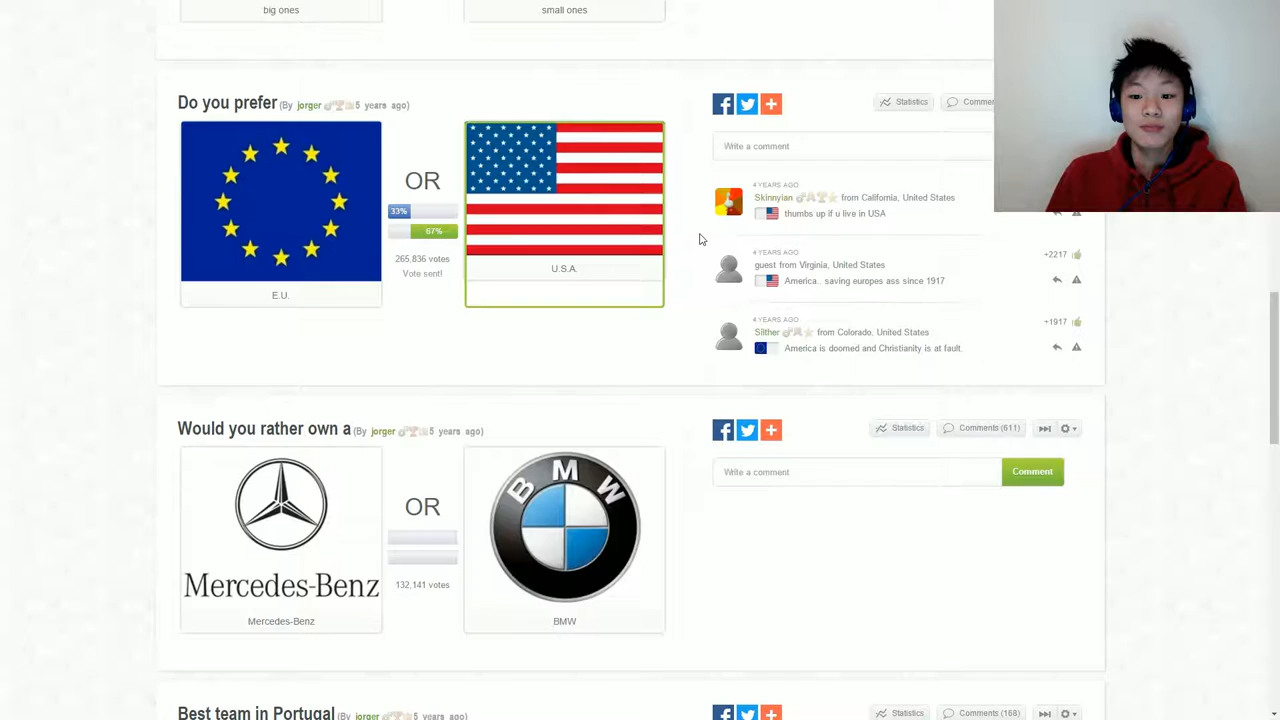 big ones
small ones
Do you prefer (By jorger 5 years ago)
OR
33%
67%
265,836 votes
Vote sent!
E.U.
U.S.A.
Statistics
Write a comment
4 YEARS AGO
Skinnyian from California, United States
thumbs up if u live in USA
4 YEARS AGO
guest from Virginia, United States
America.. saving europes ass since 1917
+2217
4 YEARS AGO
Slither from Colorado, United States
America is doomed and Christianity is at fault.
+1917
Would you rather own a (By jorger 5 years ago)
Mercedes-Benz
Mercedes-Benz
OR
132,141 votes
BMW
BMW
Statistics
Comments (611)
Write a comment
Comment
Best team in Portugal (By jorger 5 years ago)
Statistics
Comments (168)